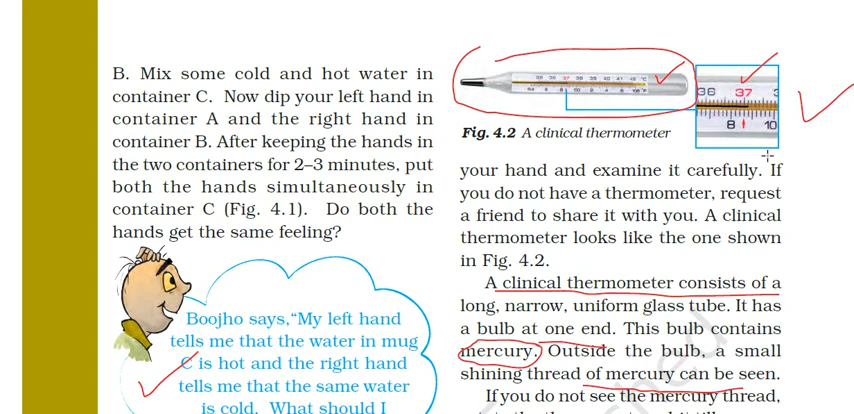 B. Mix some cold and hot water in
container C. Now dip your left hand in
container A and the right hand in
container B. After keeping the hands in
the two containers for 2–3 minutes, put
both the hands simultaneously in
container C (Fig. 4.1). Do both the
hands get the same feeling?
Boojho says,“My left hand
tells me that the water in mug
C is hot and the right hand
tells me that the same water
is cold. What should I
35 36 37 38 39 40 41 42 °C
36 37
8 10
Fig. 4.2 A clinical thermometer
your hand and examine it carefully. If
you do not have a thermometer, request
a friend to share it with you. A clinical
thermometer looks like the one shown
in Fig. 4.2.
A clinical thermometer consists of a
long, narrow, uniform glass tube. It has
a bulb at one end. This bulb contains
mercury. Outside the bulb, a small
shining thread of mercury can be seen.
If you do not see the mercury thread,